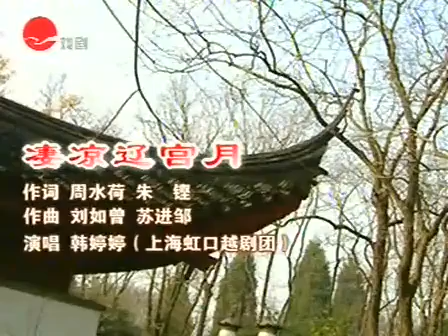 戏剧
凄凉辽宫月
作词 周水荷 朱 铿
作曲 刘如曾 苏进邹
演唱 韩婷婷（上海虹口越剧团）